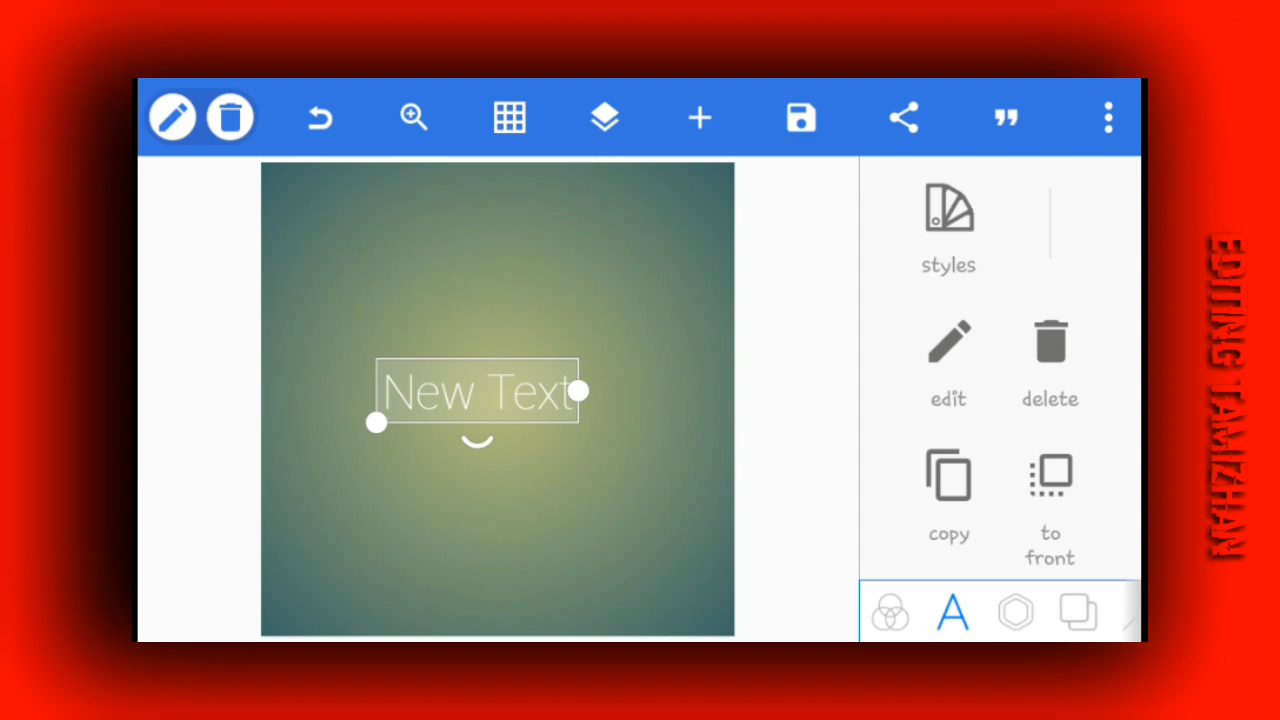 styles
New Text
edit
delete
copy
to
front
EDITING TAMIZHAN